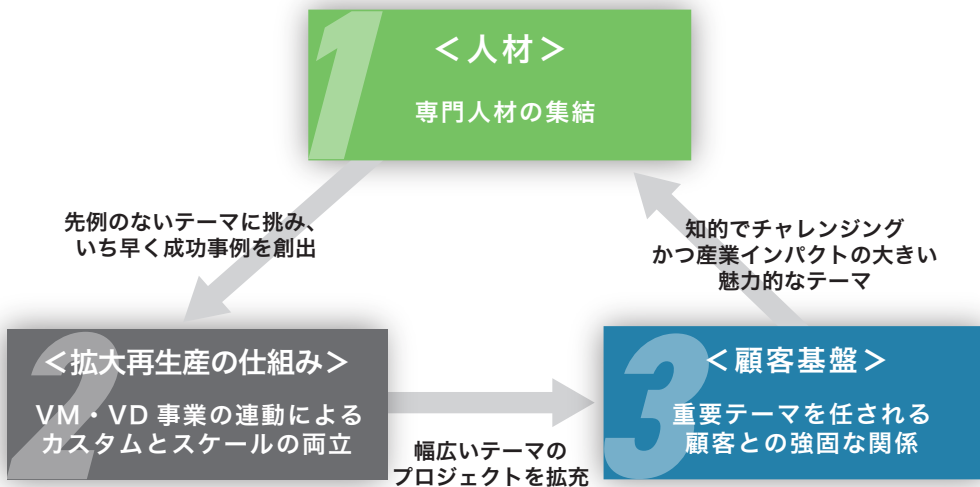 1
＜人材＞
専門人材の集結
先例のないテーマに挑み、
いち早く成功事例を創出
知的でチャレンジング
かつ産業インパクトの大きい
魅力的なテーマ
2
＜拡大再生産の仕組み＞
VM・VD 事業の連動による
カスタムとスケールの両立
幅広いテーマの
プロジェクトを拡充
3
＜顧客基盤＞
重要テーマを任される
顧客との強固な関係